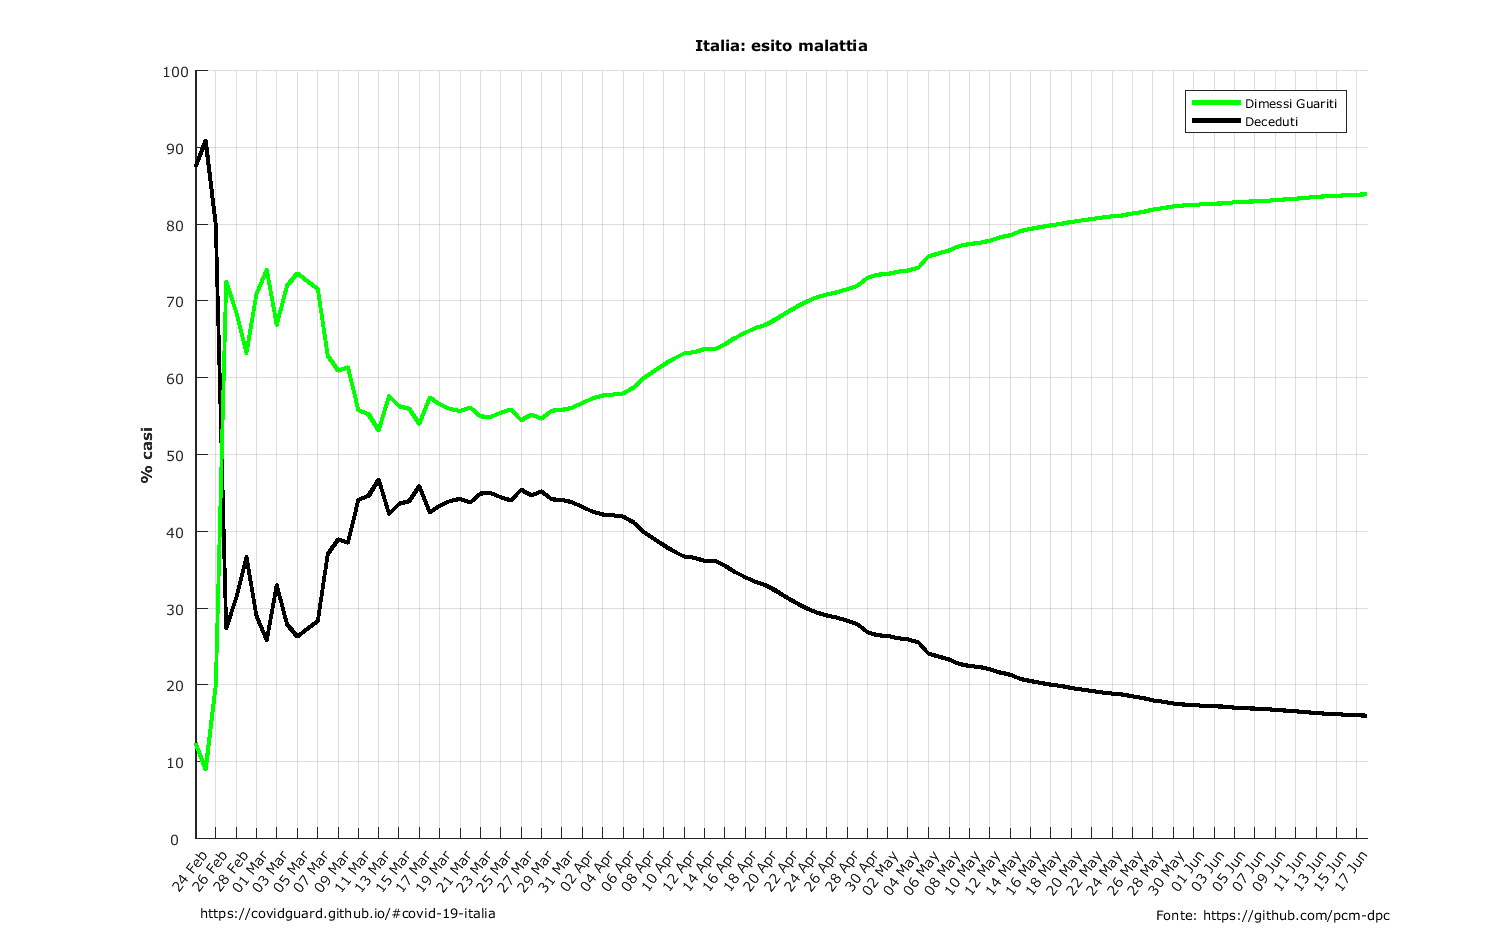 Italia: esito malattia
100
90
80
70
60
50
40
30
20
10
0
% casi
Dimessi Guariti
Deceduti
24 Feb
26 Feb
28 Feb
01 Mar
03 Mar
05 Mar
07 Mar
09 Mar
11 Mar
13 Mar
15 Mar
17 Mar
19 Mar
21 Mar
23 Mar
25 Mar
27 Mar
29 Mar
31 Mar
02 Apr
04 Apr
06 Apr
08 Apr
10 Apr
12 Apr
14 Apr
16 Apr
18 Apr
20 Apr
22 Apr
24 Apr
26 Apr
28 Apr
30 Apr
02 May
04 May
06 May
08 May
10 May
12 May
14 May
16 May
18 May
20 May
22 May
24 May
26 May
28 May
30 May
01 Jun
03 Jun
05 Jun
07 Jun
09 Jun
11 Jun
13 Jun
15 Jun
17 Jun
https://covidguard.github.io/#covid-19-italia
Fonte: https://github.com/pcm-dpc